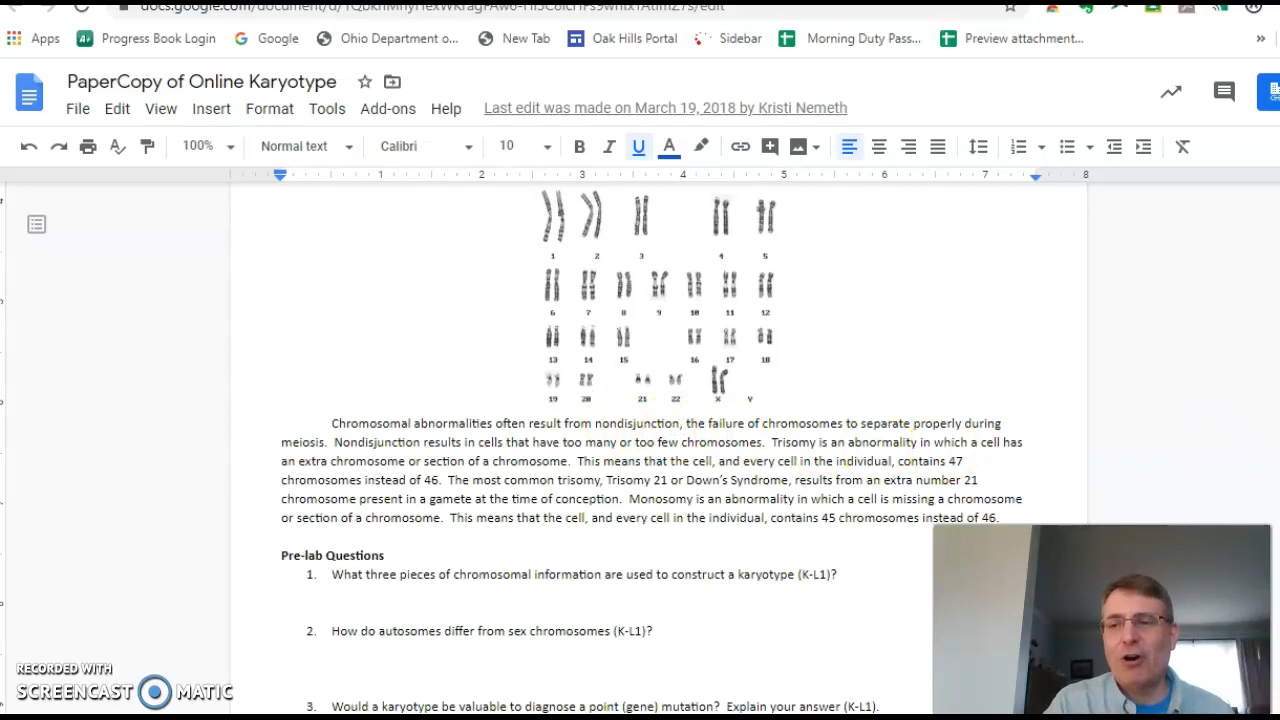 Apps Progress Book Login Google Ohio Department o... New Tab Oak Hills Portal Sidebar Morning Duty Pass... Preview attachment... »
PaperCopy of Online Karyotype
File Edit View Insert Format Tools Add-ons Help Last edit was made on March 19, 2018 by Kristi Nemeth
100% Normal text Calibri 10 B I U A
1 2 3 4 5 6 7 8
1 2 3 4 5
6 7 8 9 10 11 12
13 14 15 16 17 18
19 20 21 22 X Y
Chromosomal abnormalities often result from nondisjunction, the failure of chromosomes to separate properly during
meiosis. Nondisjunction results in cells that have too many or too few chromosomes. Trisomy is an abnormality in which a cell has
an extra chromosome or section of a chromosome. This means that the cell, and every cell in the individual, contains 47
chromosomes instead of 46. The most common trisomy, Trisomy 21 or Down's Syndrome, results from an extra number 21
chromosome present in a gamete at the time of conception. Monosomy is an abnormality in which a cell is missing a chromosome
or section of a chromosome. This means that the cell, and every cell in the individual, contains 45 chromosomes instead of 46.
Pre-lab Questions
1. What three pieces of chromosomal information are used to construct a karyotype (K-L1)?
2. How do autosomes differ from sex chromosomes (K-L1)?
3. Would a karyotype be valuable to diagnose a point (gene) mutation? Explain your answer (K-L1).
RECORDED WITH
SCREENCAST MATIC